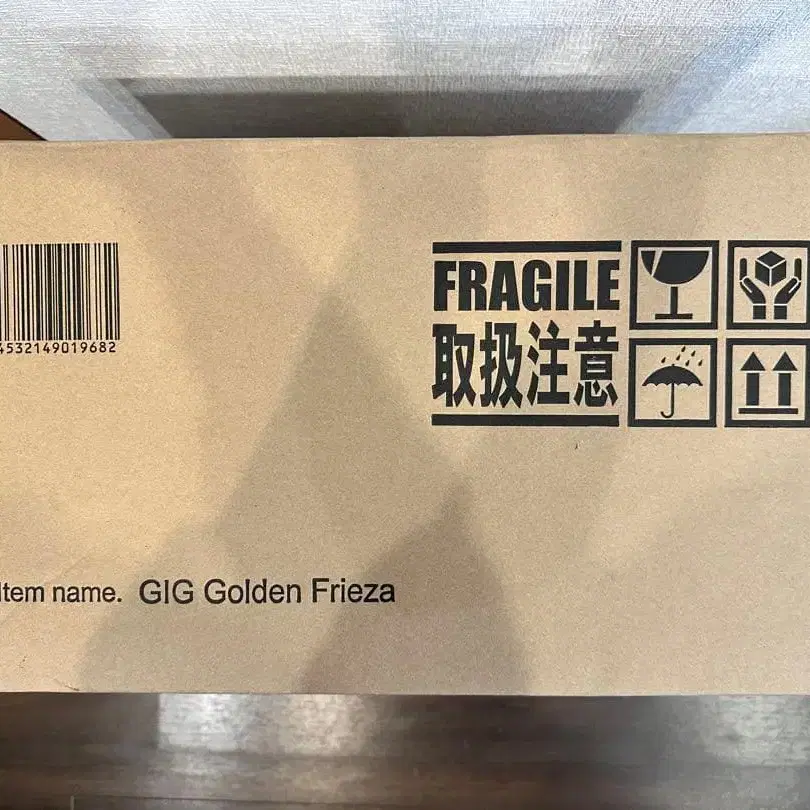 FRAGILE
取扱注意
4532149019682
Item name. GIG Golden Frieza